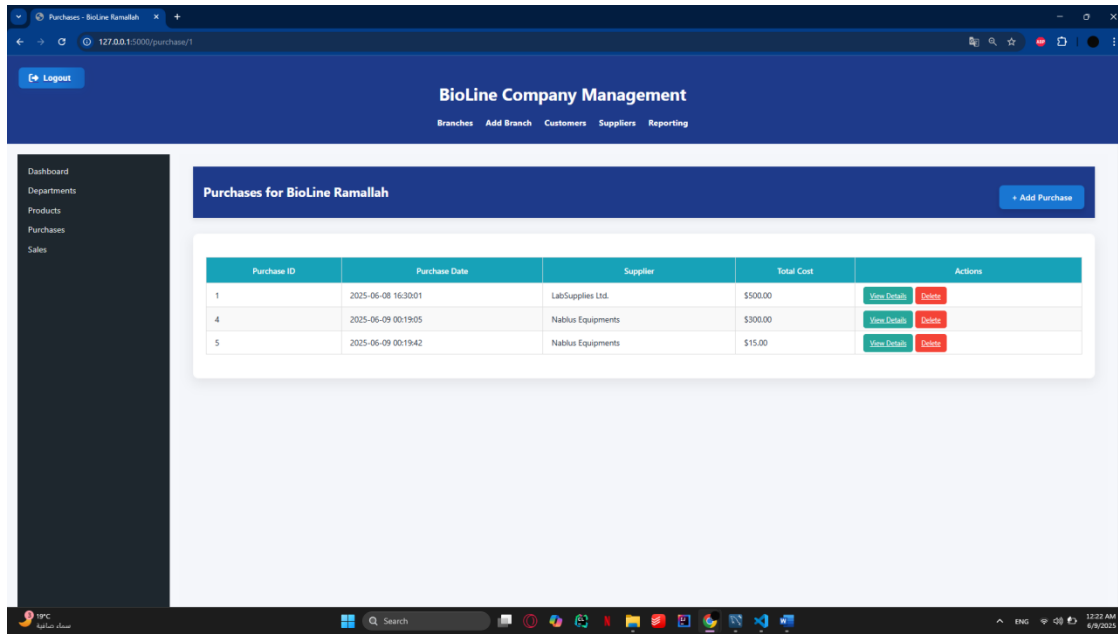 Purchases - BioLine Ramallah
127.0.0.1:5000/purchase/1
Logout
BioLine Company Management
Branches Add Branch Customers Suppliers Reporting
Dashboard
Departments
Products
Purchases
Sales
Purchases for BioLine Ramallah
+ Add Purchase
Purchase ID Purchase Date Supplier Total Cost Actions
1 2025-06-08 16:30:01 LabSupplies Ltd. $500.00 View Details Delete
4 2025-06-09 00:19:05 Nablus Equipments $300.00 View Details Delete
5 2025-06-09 00:19:42 Nablus Equipments $15.00 View Details Delete
3
19°C
سماء صافية
Search
ENG
12:22 AM
6/9/2025